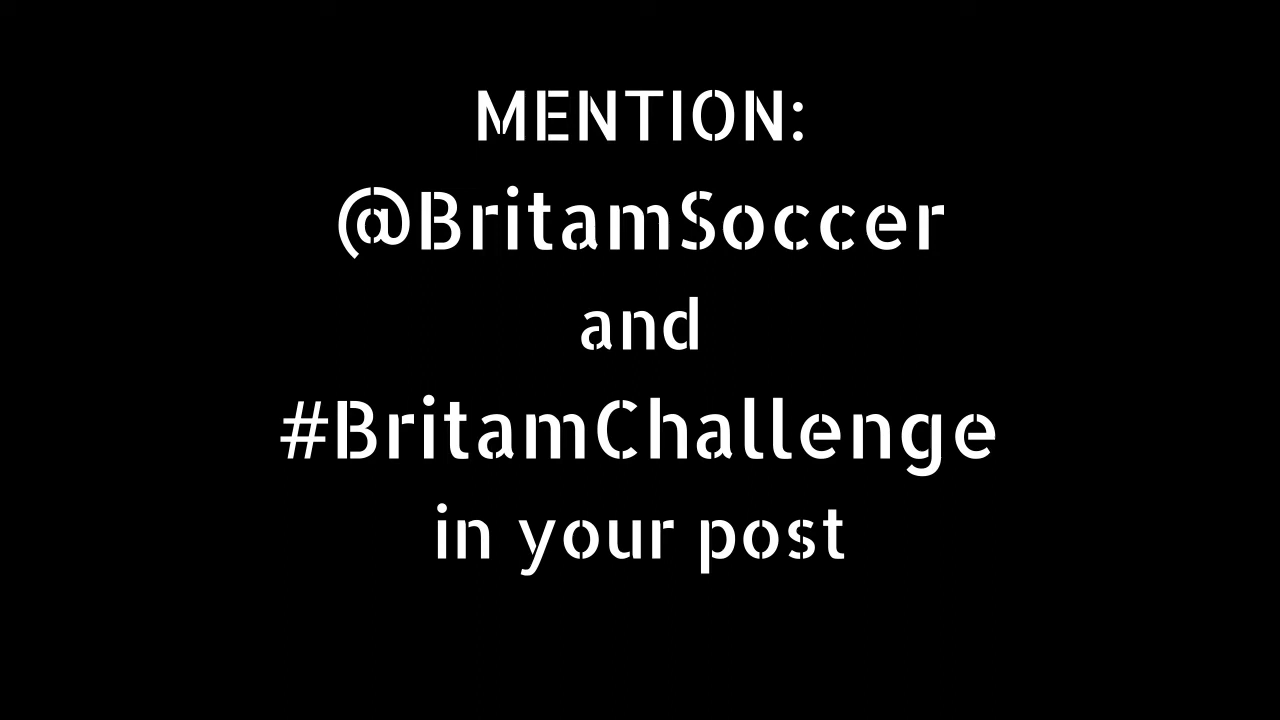 MENTION:
@BritamSoccer
and
#BritamChallenge
in your post